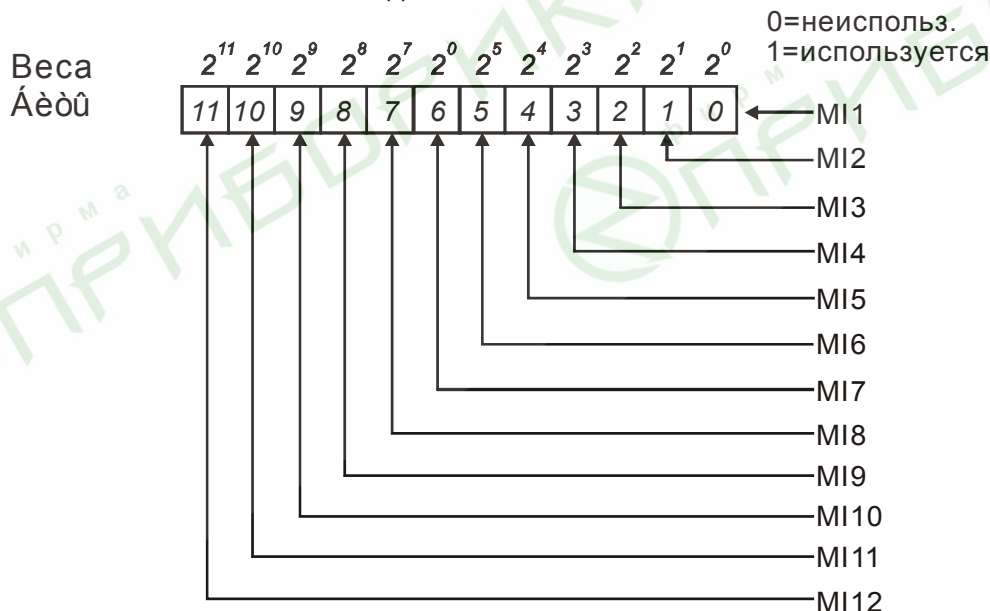 0=неиспольз.
1=используется
Веса 2^11 2^10 2^9 2^8 2^7 2^0 2^5 2^4 2^3 2^2 2^1 2^0
Áèòû 11 10 9 8 7 6 5 4 3 2 1 0
MI1
MI2
MI3
MI4
MI5
MI6
MI7
MI8
MI9
MI10
MI11
MI12